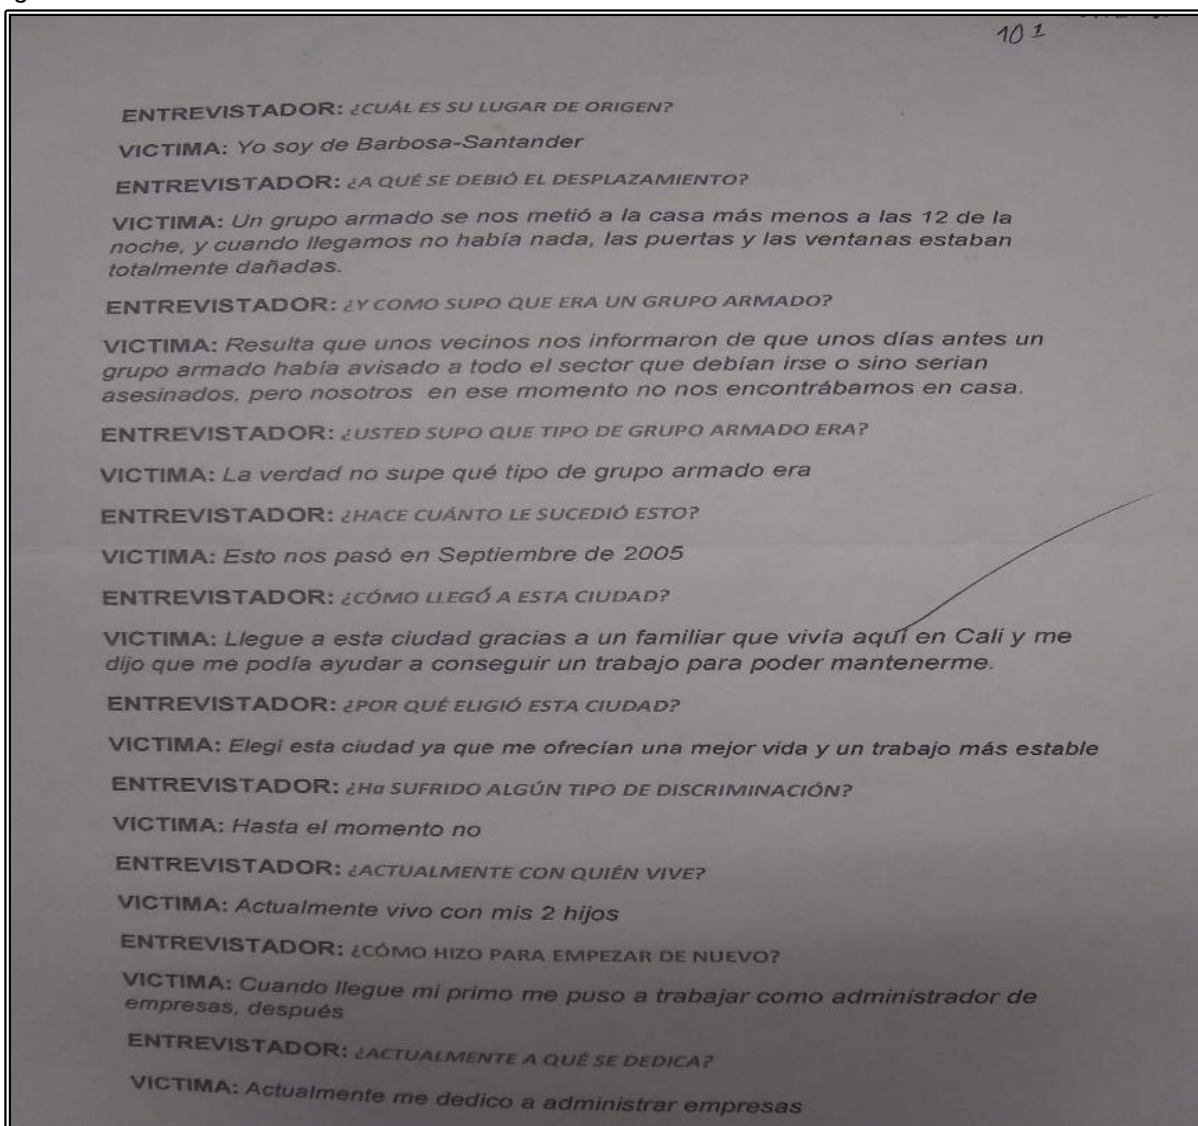 10 1
ENTREVISTADOR: ¿CUÁL ES SU LUGAR DE ORIGEN?
VICTIMA: Yo soy de Barbosa-Santander
ENTREVISTADOR: ¿A QUÉ SE DEBIÓ EL DESPLAZAMIENTO?
VICTIMA: Un grupo armado se nos metió a la casa más menos a las 12 de la
noche, y cuando llegamos no había nada, las puertas y las ventanas estaban
totalmente dañadas.
ENTREVISTADOR: ¿Y COMO SUPO QUE ERA UN GRUPO ARMADO?
VICTIMA: Resulta que unos vecinos nos informaron de que unos días antes un
grupo armado había avisado a todo el sector que debían irse o sino serian
asesinados, pero nosotros en ese momento no nos encontrábamos en casa.
ENTREVISTADOR: ¿USTED SUPO QUE TIPO DE GRUPO ARMADO ERA?
VICTIMA: La verdad no supe qué tipo de grupo armado era
ENTREVISTADOR: ¿HACE CUÁNTO LE SUCEDIÓ ESTO?
VICTIMA: Esto nos pasó en Septiembre de 2005
ENTREVISTADOR: ¿CÓMO LLEGÓ A ESTA CIUDAD?
VICTIMA: Llegue a esta ciudad gracias a un familiar que vivía aquí en Cali y me
dijo que me podía ayudar a conseguir un trabajo para poder mantenerme.
ENTREVISTADOR: ¿POR QUÉ ELIGIÓ ESTA CIUDAD?
VICTIMA: Elegí esta ciudad ya que me ofrecían una mejor vida y un trabajo más estable
ENTREVISTADOR: ¿Ha SUFRIDO ALGÚN TIPO DE DISCRIMINACIÓN?
VICTIMA: Hasta el momento no
ENTREVISTADOR: ¿ACTUALMENTE CON QUIÉN VIVE?
VICTIMA: Actualmente vivo con mis 2 hijos
ENTREVISTADOR: ¿CÓMO HIZO PARA EMPEZAR DE NUEVO?
VICTIMA: Cuando llegue mi primo me puso a trabajar como administrador de
empresas, después
ENTREVISTADOR: ¿ACTUALMENTE A QUÉ SE DEDICA?
VICTIMA: Actualmente me dedico a administrar empresas